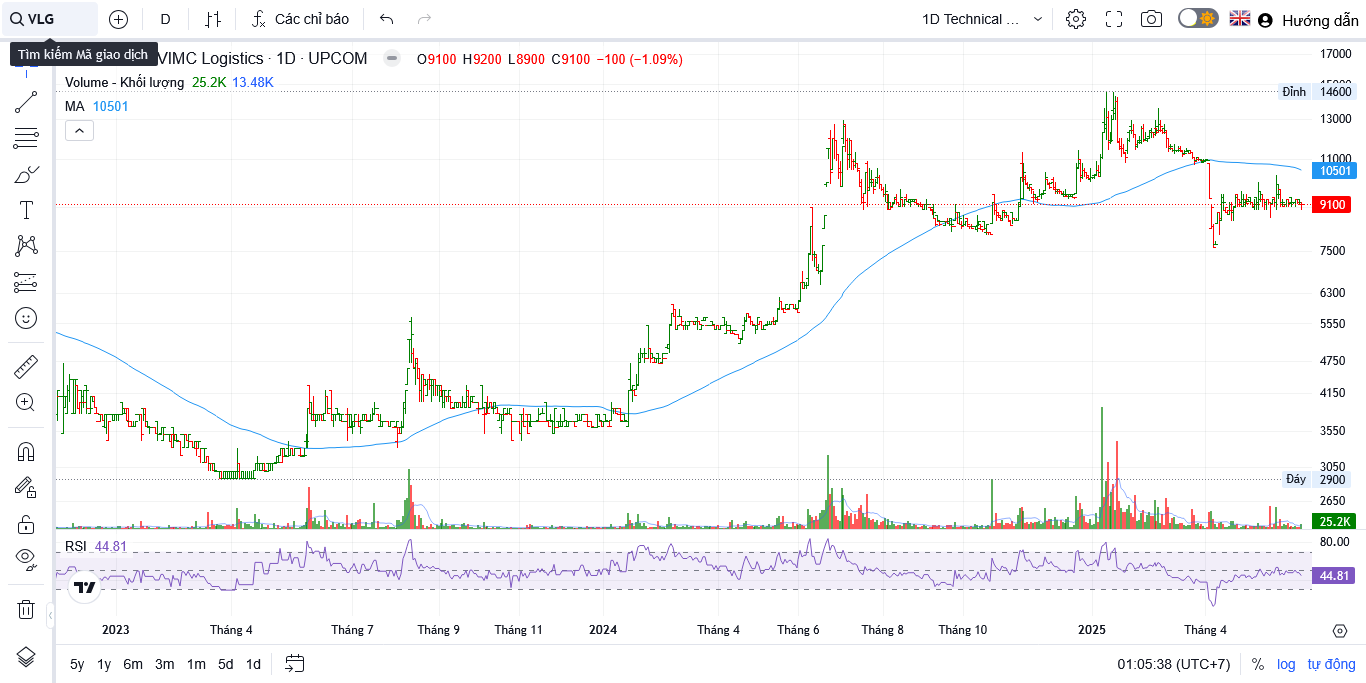 VLG
D
Các chỉ báo
1D Technical ...
Hướng dẫn
Tìm kiếm Mã giao dịch
VIMC Logistics · 1D · UPCOM
O9100 H9200 L8900 C9100 −100 (−1.09%)
Volume - Khối lượng 25.2K 13.48K
MA 10501
17000
Đỉnh 14600
13000
11000
10501
9100
7500
6300
5550
4750
4150
3550
3050
Đáy 2900
2650
25.2K
RSI 44.81
80.00
44.81
2023 Tháng 4 Tháng 7 Tháng 9 Tháng 11 2024 Tháng 4 Tháng 6 Tháng 8 Tháng 10 2025 Tháng 4
5y 1y 6m 3m 1m 5d 1d
01:05:38 (UTC+7) % log tự động